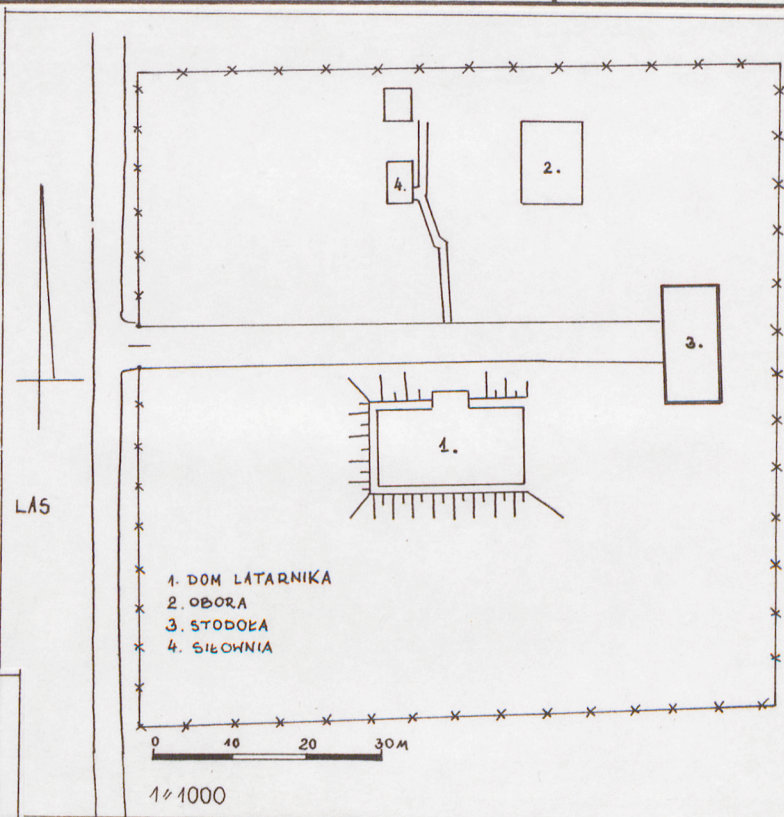 2.
4.
3.
1.
LAS
1. DOM LATARNIKA
2. OBORA
3. STODOŁA
4. SIŁOWNIA
0 10 20 30 M
1:1000